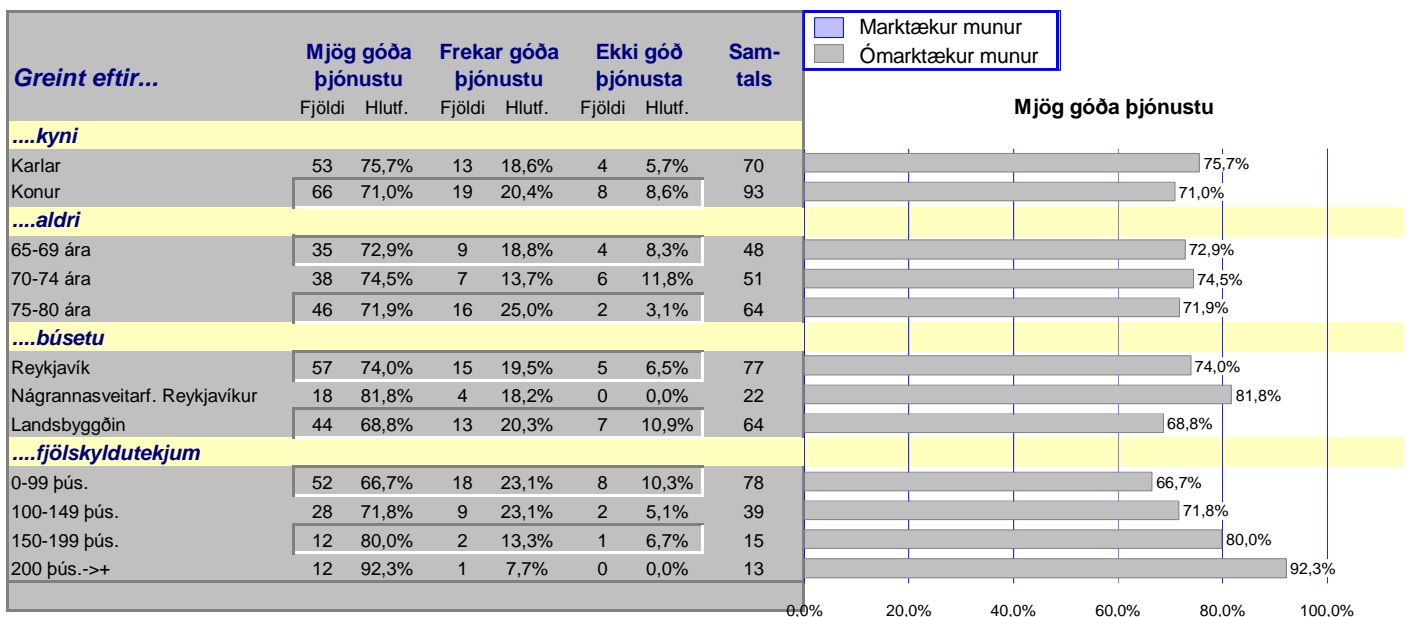 Marktækur munur
Ómarktækur munur
Greint eftir...
Mjög góða þjónustu
Frekar góða þjónustu
Ekki góð þjónusta
Sam-tals
Fjöldi Hlutf. Fjöldi Hlutf. Fjöldi Hlutf.
Mjög góða þjónustu
....kyni
Karlar 53 75,7% 13 18,6% 4 5,7% 70 75,7%
Konur 66 71,0% 19 20,4% 8 8,6% 93 71,0%
....aldri
65-69 ára 35 72,9% 9 18,8% 4 8,3% 48 72,9%
70-74 ára 38 74,5% 7 13,7% 6 11,8% 51 74,5%
75-80 ára 46 71,9% 16 25,0% 2 3,1% 64 71,9%
....búsetu
Reykjavík 57 74,0% 15 19,5% 5 6,5% 77 74,0%
Nágrannasveitarf. Reykjavíkur 18 81,8% 4 18,2% 0 0,0% 22 81,8%
Landsbyggðin 44 68,8% 13 20,3% 7 10,9% 64 68,8%
....fjölskyldutekjum
0-99 þús. 52 66,7% 18 23,1% 8 10,3% 78 66,7%
100-149 þús. 28 71,8% 9 23,1% 2 5,1% 39 71,8%
150-199 þús. 12 80,0% 2 13,3% 1 6,7% 15 80,0%
200 þús.->+ 12 92,3% 1 7,7% 0 0,0% 13 92,3%
0,0% 20,0% 40,0% 60,0% 80,0% 100,0%